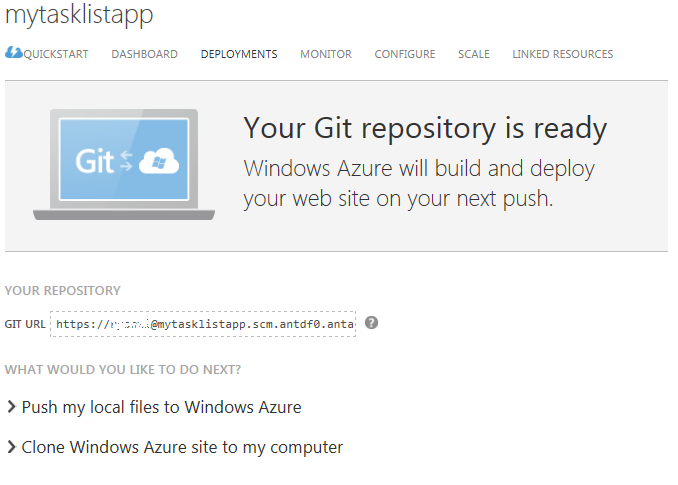 mytasklistapp
QUICKSTART DASHBOARD DEPLOYMENTS MONITOR CONFIGURE SCALE LINKED RESOURCES
Git
Your Git repository is ready
Windows Azure will build and deploy
your web site on your next push.
YOUR REPOSITORY
GIT URL https:// @mytasklistapp.scm.antdf0.anta ?
WHAT WOULD YOU LIKE TO DO NEXT?
Push my local files to Windows Azure
Clone Windows Azure site to my computer